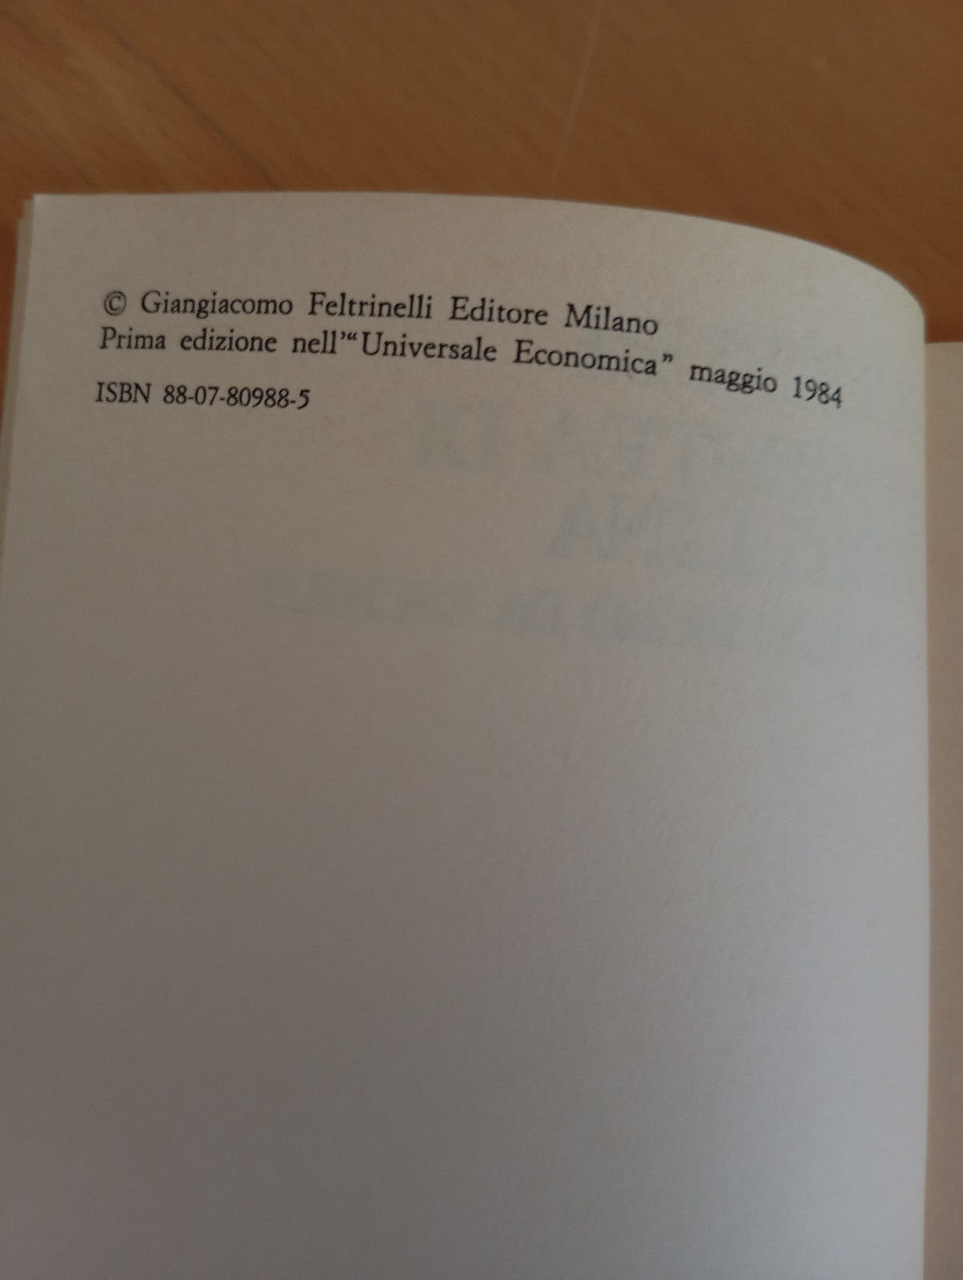 © Giangiacomo Feltrinelli Editore Milano
Prima edizione nell'“Universale Economica” maggio 1984
ISBN 88-07-80988-5